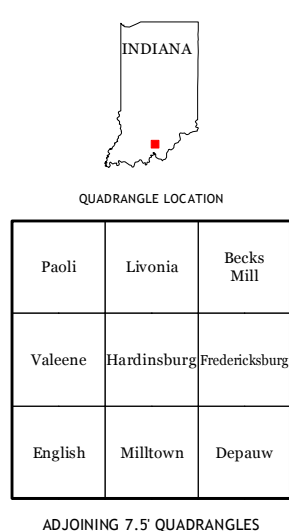 INDIANA
QUADRANGLE LOCATION
Paoli
Livonia
Becks
Mill
Valeene
Hardinsburg
Fredericksburg
English
Milltown
Depauw
ADJOINING 7.5' QUADRANGLES